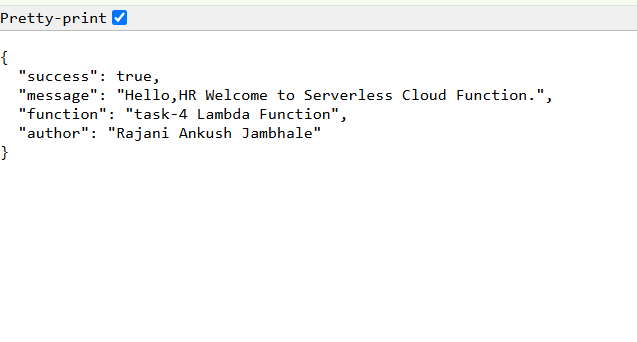 Pretty-print
{
"success": true,
"message": "Hello,HR Welcome to Serverless Cloud Function.",
"function": "task-4 Lambda Function",
"author": "Rajani Ankush Jambhale"
}